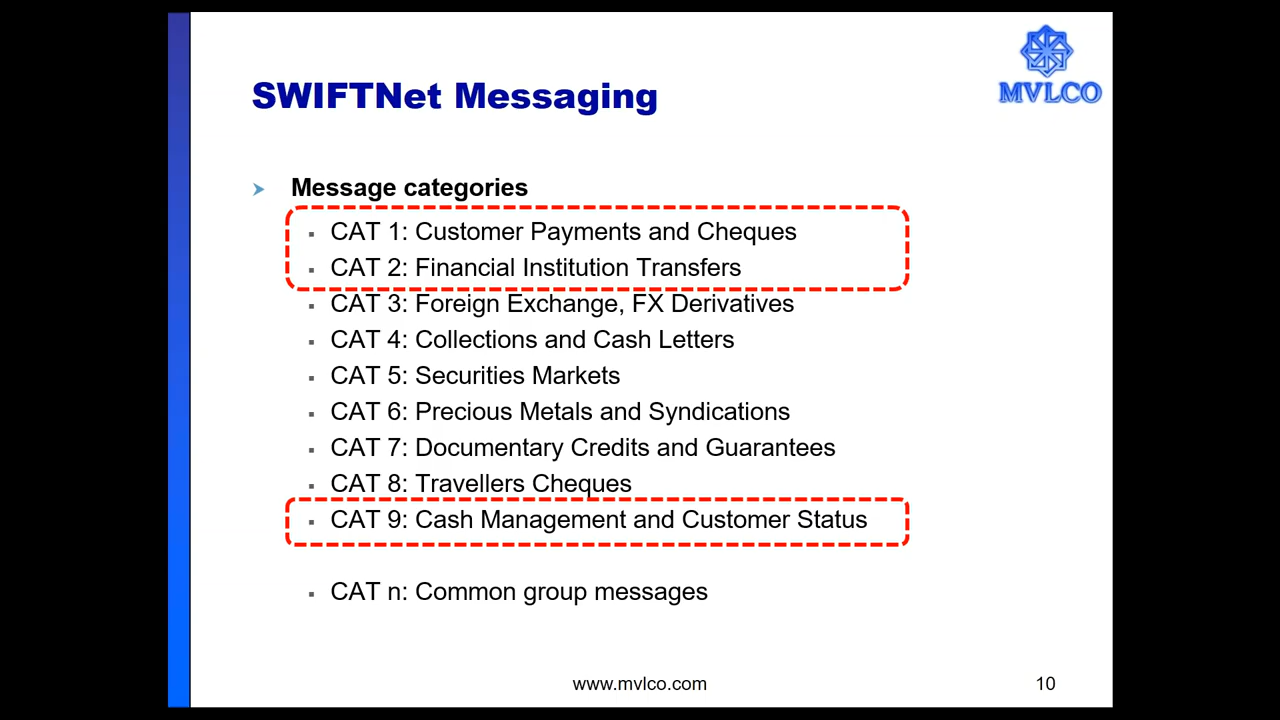 SWIFTNet Messaging
MVLCO
Message categories
CAT 1: Customer Payments and Cheques
CAT 2: Financial Institution Transfers
CAT 3: Foreign Exchange, FX Derivatives
CAT 4: Collections and Cash Letters
CAT 5: Securities Markets
CAT 6: Precious Metals and Syndications
CAT 7: Documentary Credits and Guarantees
CAT 8: Travellers Cheques
CAT 9: Cash Management and Customer Status
CAT n: Common group messages
www.mvlco.com
10